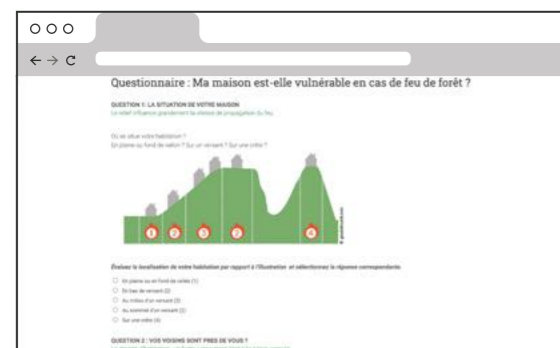 Questionnaire : Ma maison est-elle vulnérable en cas de feu de forêt ?
QUESTION 1: LA SITUATION DE VOTRE MAISON
Le relief influence grandement la vitesse de propagation du feu
Où se situe votre habitation ?
En plaine ou fond de vallon ? Sur un versant ? Sur une crête ?
1 2 3 2 4
Évaluez la localisation de votre habitation par rapport à l'illustration et sélectionnez la réponse correspondante.
En plaine ou en fond de vallée (1)
En bas de versant (2)
Au milieu d'un versant (3)
Au sommet d'un versant (2)
Sur une crête (4)
QUESTION 2 : VOS VOISINS SONT PRES DE VOUS ?